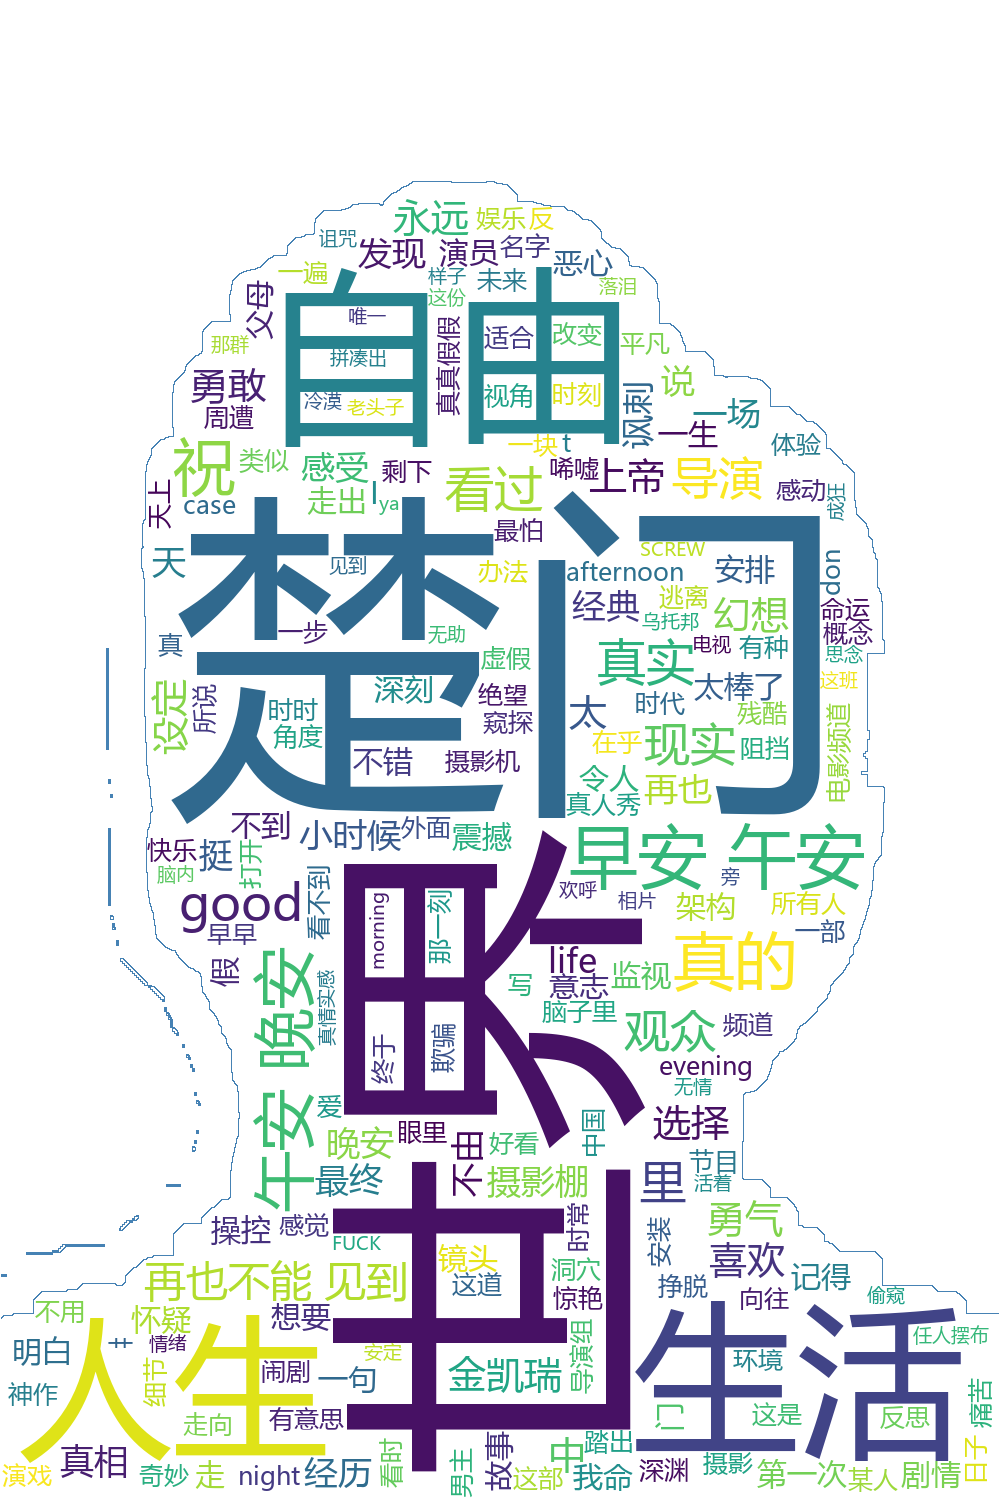 永远
娱乐
反
诅咒
发现
演员
名字
恶心
一遍
样子
未来
落泪
这份
父母
自由
唯一
真真假假
适合
改变
平凡
那群
拼凑出
勇敢
冷漠
老头子
视角
时刻
讽刺
说
周遭
一场
一块
t
一生
体验
祝
类似
感受
剩下
看过
唏嘘
上帝
导演
感动
成狂
天上
case
走出
l
ya
最怕
SCREW
天
楚门
见到
办法
afternoon
安排
don
逃离
经典
幻想
命运
一步
无助
乌托邦
概念
真
虚假
真实
电视
有种
思念
设定
所说
深刻
绝望
太
时代
太棒了
这班
时时
窥探
残酷
角度
在乎
现实
阻挡
电影频道
不错
摄影机
令人
再也
真人秀
不到
小时候
外面
震撼
快乐
挺
打开
早安
午安
脑内
看不到
欢呼
旁
good
相片
架构
所有人
早早
morning
那一刻
一部
世界
life
真的
假
晚安
真情实感
写
意志
监视
脑子里
观众
频道
终于
欺骗
evening
无情
午安
爱
中国
选择
晚安
眼里
不由
好看
节目
最终
摄影棚
里
活着
操控
感觉
时常
勇气
FUCK
安装
镜头
喜欢
再也不能
见到
这道
洞穴
挣脱
记得
惊艳
向往
偷窥
不用
怀疑
想要
人生
生活
任人摆布
明白
艹
情绪
安定
导演组
环境
闹剧
一句
金凯瑞
神作
细节
痛苦
有意思
门
这是
反思
走向
真相
看时
故事
中
踏出
日子
演戏
奇妙
走
night
经历
男主
这部
我命
深渊
摄影
第一次
某人
剧情